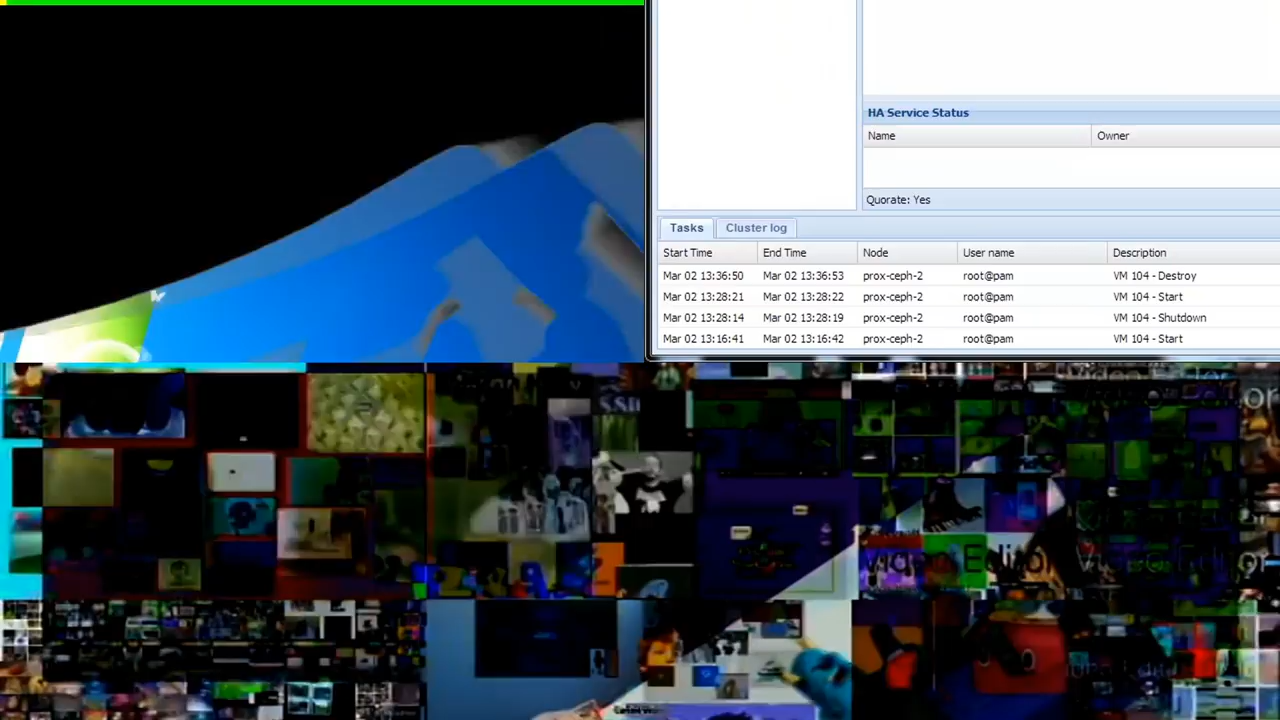 HA Service Status
Name Owner
Quorate: Yes
Tasks Cluster log
Start Time End Time Node User name Description
Mar 02 13:36:50 Mar 02 13:36:53 prox-ceph-2 root@pam VM 104 - Destroy
Mar 02 13:28:21 Mar 02 13:28:22 prox-ceph-2 root@pam VM 104 - Start
Mar 02 13:28:14 Mar 02 13:28:19 prox-ceph-2 root@pam VM 104 - Shutdown
Mar 02 13:16:41 Mar 02 13:16:42 prox-ceph-2 root@pam VM 104 - Start
Video Editor Video Editor